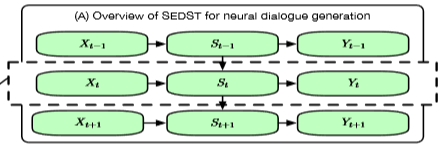 (A) Overview of SEDST for neural dialogue generation
X_{t-1} S_{t-1} Y_{t-1}
X_t S_t Y_t
X_{t+1} S_{t+1} Y_{t+1}